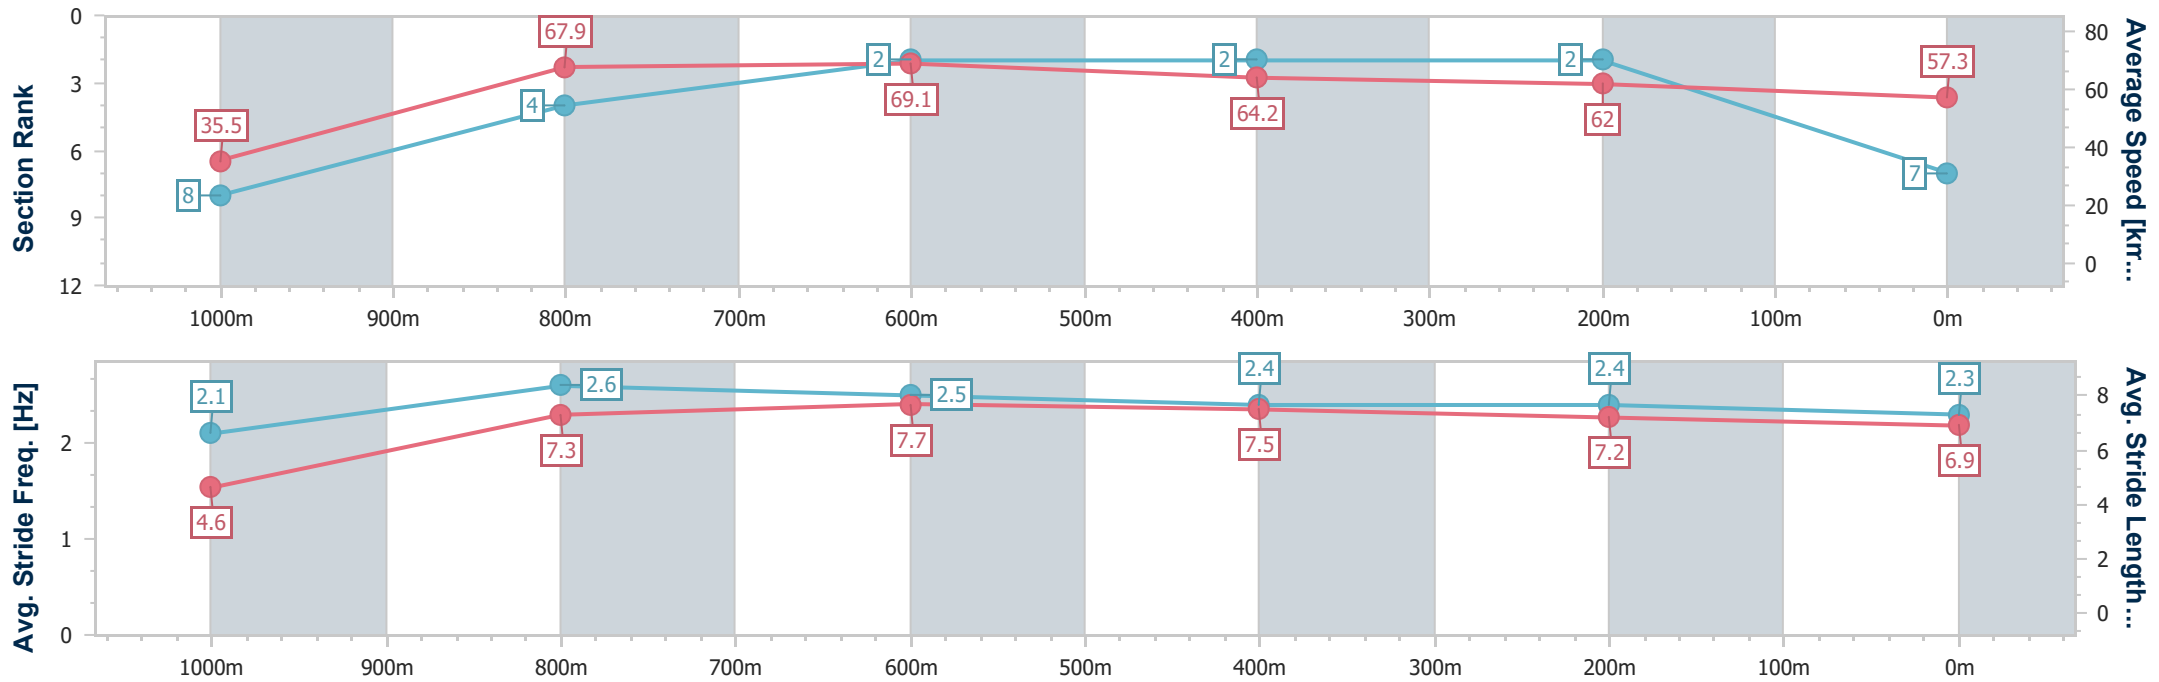 Section Rank
0
3
6
9
12
Average Speed [km...
80
60
40
20
0
35.5
67.9
69.1
64.2
62
57.3
8
4
2
2
2
7
1000m
900m
800m
700m
600m
500m
400m
300m
200m
100m
0m
Avg. Stride Freq. [Hz]
2
1
0
Avg. Stride Length ...
8
6
4
2
0
2.1
2.6
2.5
2.4
2.4
2.3
4.6
7.3
7.7
7.5
7.2
6.9
1000m
900m
800m
700m
600m
500m
400m
300m
200m
100m
0m